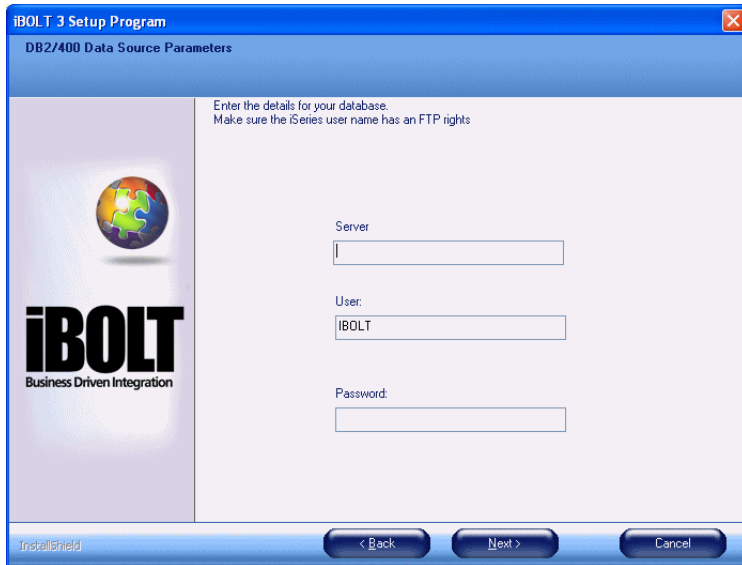 iBOLT 3 Setup Program
DB2/400 Data Source Parameters
Enter the details for your database.
Make sure the iSeries user name has an FTP rights
Server
User:
IBOLT
Password:
iBOLT
Business Driven Integration
InstallShield
< Back
Next >
Cancel